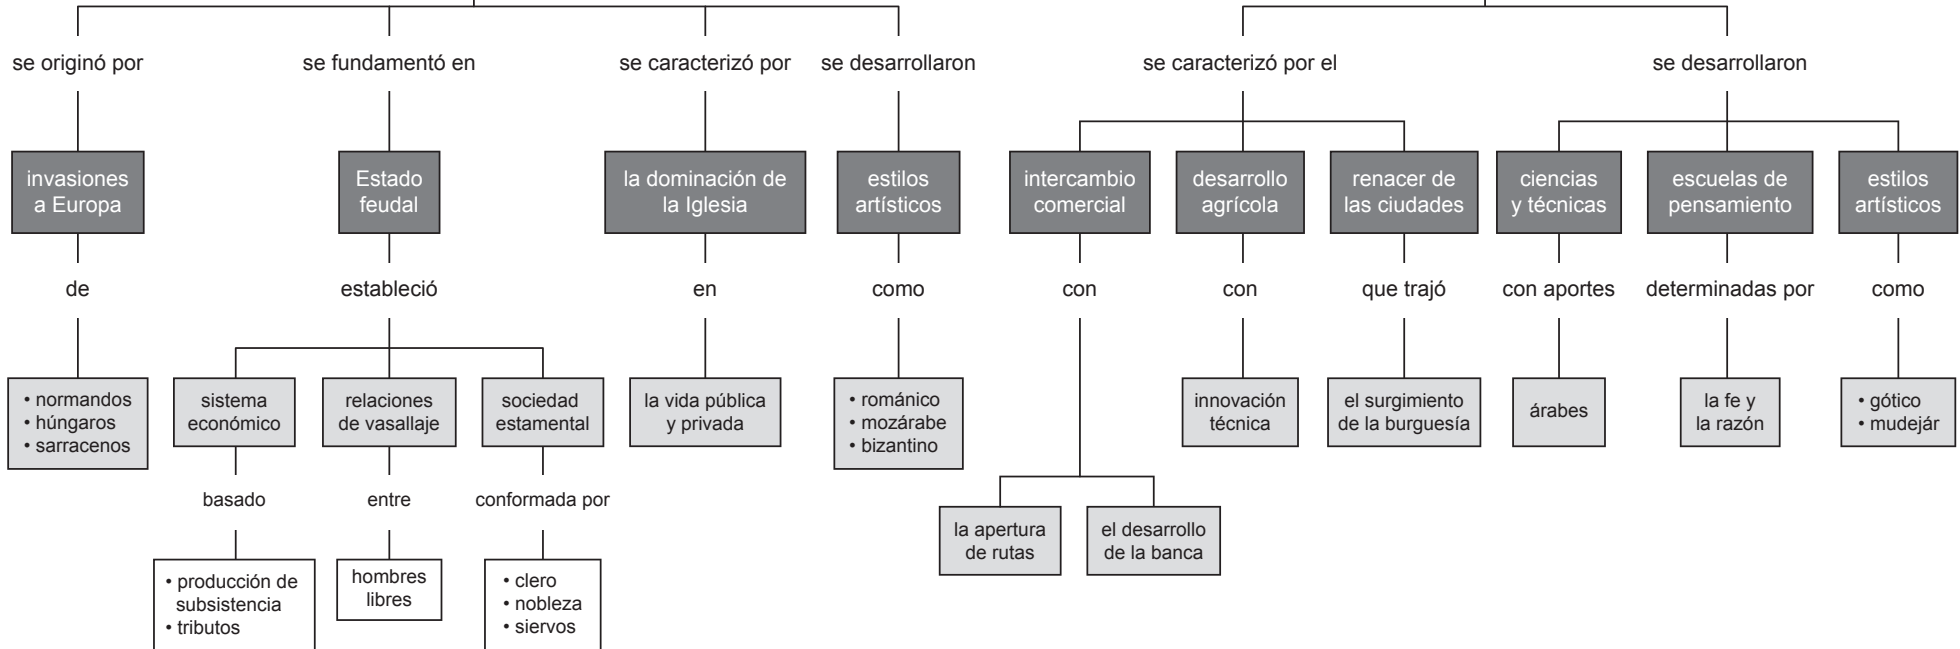 se originó por
se fundamentó en
se caracterizó por
se desarrollaron
se caracterizó por el
se desarrollaron
invasiones
a Europa
Estado
feudal
la dominación de
la Iglesia
estilos
artísticos
intercambio
comercial
desarrollo
agrícola
renacer de
las ciudades
ciencias
y técnicas
escuelas de
pensamiento
estilos
artísticos
de
estableció
en
como
con
con
que trajó
con aportes
determinadas por
como
• normandos
• húngaros
• sarracenos
sistema
económico
relaciones
de vasallaje
sociedad
estamental
la vida pública
y privada
• románico
• mozárabe
• bizantino
innovación
técnica
el surgimiento
de la burguesía
árabes
la fe y
la razón
• gótico
• mudejár
basado
entre
conformada por
la apertura
de rutas
el desarrollo
de la banca
• producción de
subsistencia
• tributos
hombres
libres
• clero
• nobleza
• siervos